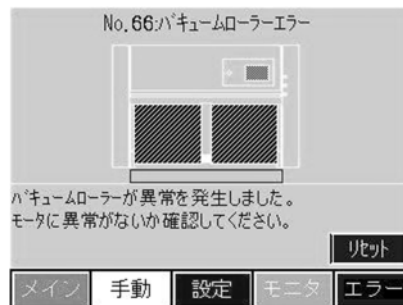 No.66:バキュームローラーエラー
バキュームローラーが異常を発生しました。
モータに異常がないか確認してください。
リセット
メイン 手動 設定 モニタ エラー